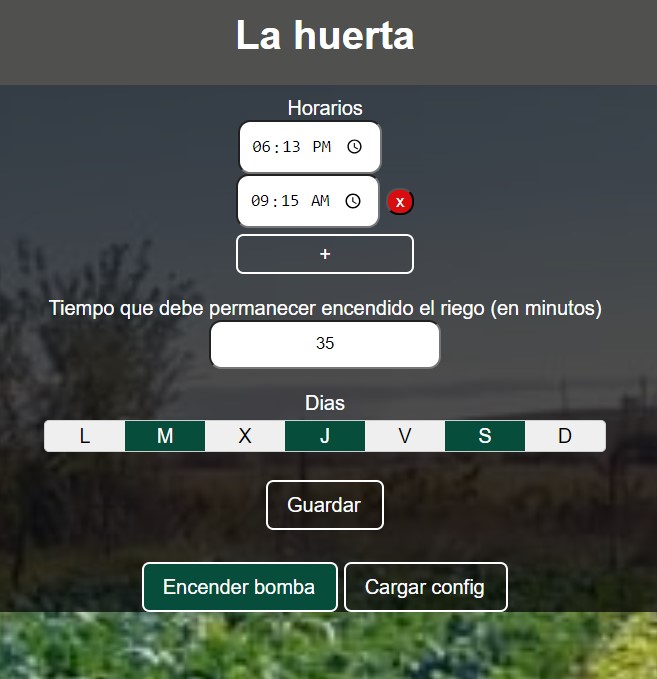 La huerta
Horarios
06:13 PM
09:15 AM x
+
Tiempo que debe permanecer encendido el riego (en minutos)
35
Dias
L M X J V S D
Guardar
Encender bomba Cargar config